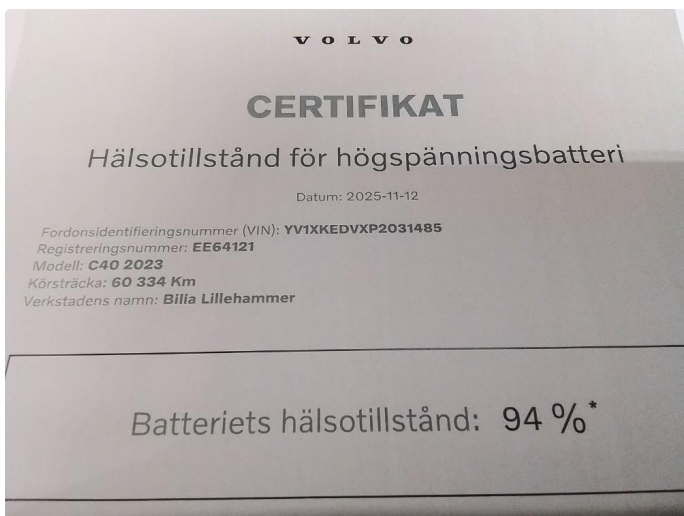 VOLVO
CERTIFIKAT
Hälsotillstånd för högspänningsbatteri
Datum: 2025-11-12
Fordonsidentifieringsnummer (VIN): YV1XKEDVXP2031485
Registreringsnummer: EE64121
Modell: C40 2023
Körsträcka: 60 334 Km
Verkstadens namn: Bilia Lillehammer
Batteriets hälsotillstånd: 94 %*